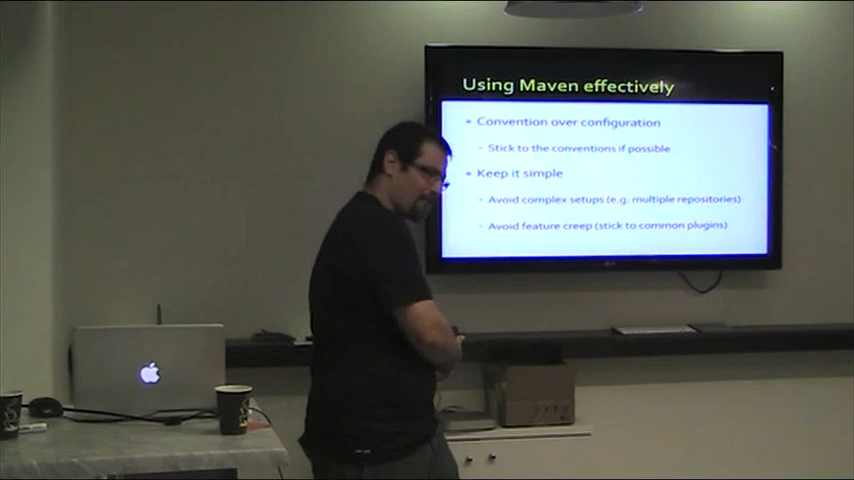 Using Maven effectively
Convention over configuration
Stick to the conventions if possible
Keep it simple
Avoid complex setups (e.g. multiple repositories)
Avoid feature creep (stick to common plugins)